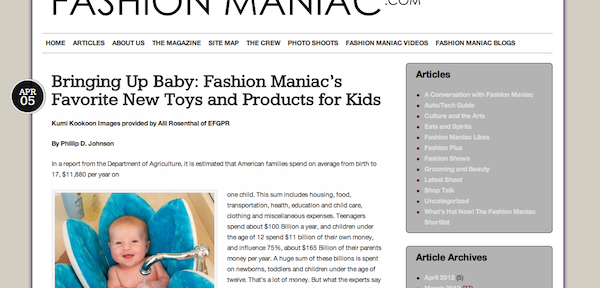 FASHION MANIAC.COM
HOME ARTICLES ABOUT US THE MAGAZINE SITE MAP THE CREW PHOTO SHOOTS FASHION MANIAC VIDEOS FASHION MANIAC BLOGS
APR
05
Bringing Up Baby: Fashion Maniac's
Favorite New Toys and Products for Kids
Kumi Kookoon Images provided by Alli Rosenthal of EFGPR
By Phillip D. Johnson
In a report from the Department of Agriculture, it is estimated that American families spend on average from birth to
17, $11,880 per year on
one child. This sum includes housing, food,
transportation, health, education and child care,
clothing and miscellaneous expenses. Teenagers
spend about $100 Billion a year, and children under
the age of 12 spend $11 billion of their own money,
and influence 75%, about $165 Billion of their parents
money per year. A huge sum of these billions is spent
on newborns, toddlers and children under the age of
twelve. That's a lot of money. But what the experts say
Articles
A Conversation with Fashion Maniac
Auto/Tech Guide
Culture and the Arts
Eats and Spirits
Fashion Maniac Likes
Fashion Plus
Fashion Shows
Grooming and Beauty
Latest Shoot
Shop Talk
Uncategorized
What's Hot Now! The Fashion Maniac
Shortlist
Article Archives
April 2012 (5)
March 2012